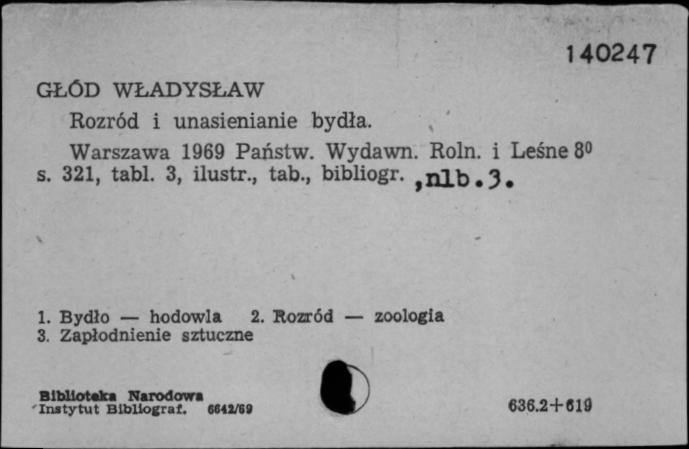 140247
GŁÓD WŁADYSŁAW
Rozród i unasienianie bydła.
Warszawa 1969 Państw. Wydawn. Roln. i Leśne 8⁰
s. 321, tabl. 3, ilustr., tab., bibliogr. ,nlb.3.
1. Bydło — hodowla 2. Rozród — zoologia
3. Zapłodnienie sztuczne
Biblioteka Narodowa
Instytut Bibliograf. 6642/69
636.2+619